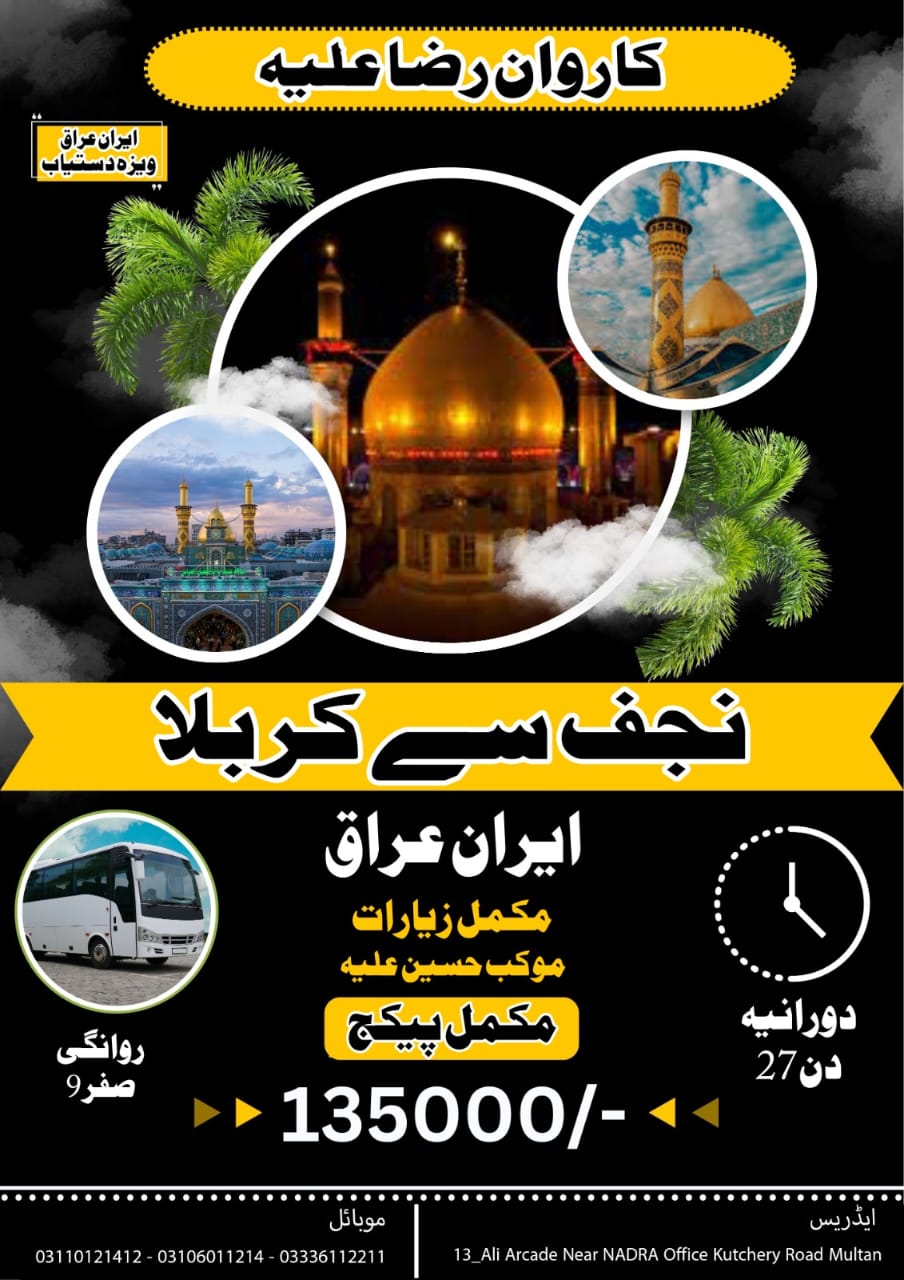 کاروان رضا علیہ
ایران عراق
ویزہ دستیاب
نجف سے کربلا
ایران عراق
مکمل زیارات
موکب حسین علیہ
مکمل پیکج
135000/-
روانگی
صفر 9
دورانیہ
27 دن
موبائل
03110121412 - 03106011214 - 03336112211
ایڈریس
13_Ali Arcade Near NADRA Office Kutchery Road Multan